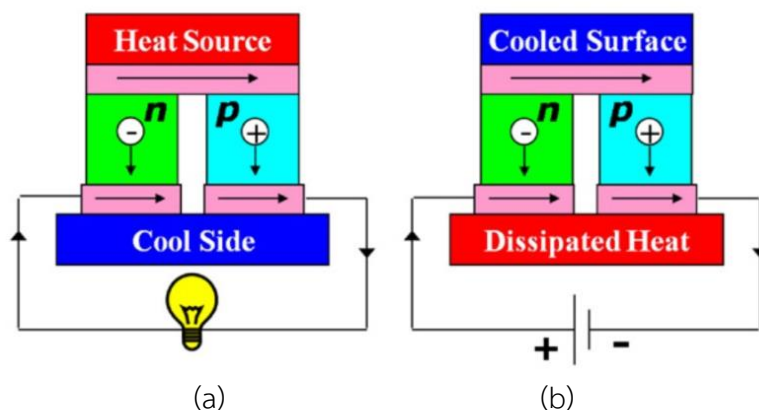 Heat Source
n
p
-
+
Cool Side
(a)
Cooled Surface
n
p
-
+
Dissipated Heat
+
-
(b)